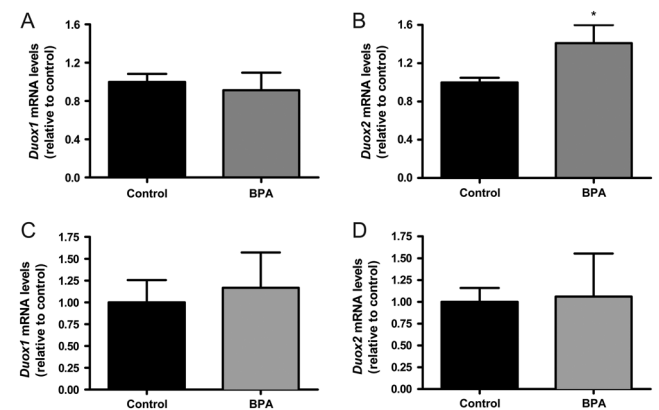 A
Duox1 mRNA levels
(relative to control)
1.6
1.2
0.8
0.4
0.0
Control BPA
B
*
Duox2 mRNA levels
(relative to control)
1.6
1.2
0.8
0.4
0.0
Control BPA
C
Duox1 mRNA levels
(relative to control)
1.75
1.50
1.25
1.00
0.75
0.50
0.25
0.00
Control BPA
D
Duox2 mRNA levels
(relative to control)
1.75
1.50
1.25
1.00
0.75
0.50
0.25
0.00
Control BPA